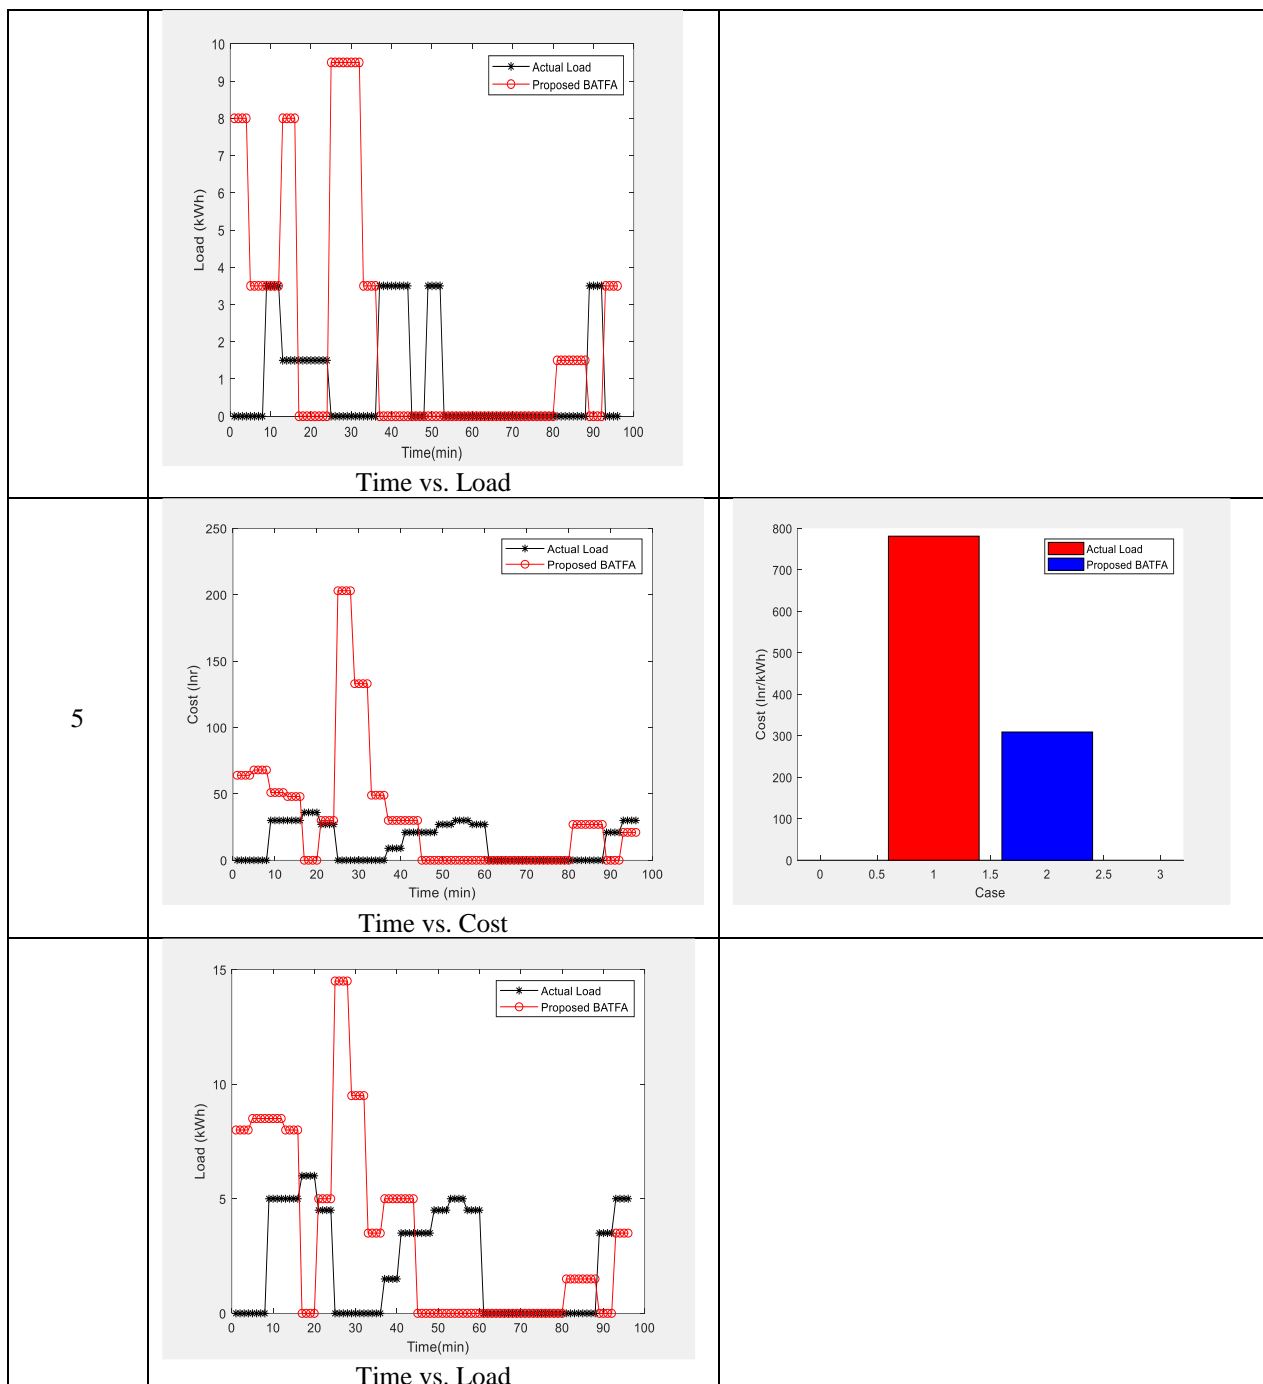 10
9
8
7
6
5
4
3
2
1
0
Load (kWh)
Actual Load
Proposed BATFA
0 10 20 30 40 50 60 70 80 90 100
Time(min)
Time vs. Load
5
250
200
150
100
50
0
Cost (Inr)
Actual Load
Proposed BATFA
0 10 20 30 40 50 60 70 80 90 100
Time (min)
Time vs. Cost
800
700
600
500
400
300
200
100
0
Cost (Inr/kWh)
Actual Load
Proposed BATFA
0 0.5 1 1.5 2 2.5 3
Case
15
10
5
0
Load (kWh)
Actual Load
Proposed BATFA
0 10 20 30 40 50 60 70 80 90 100
Time(min)
Time vs. Load